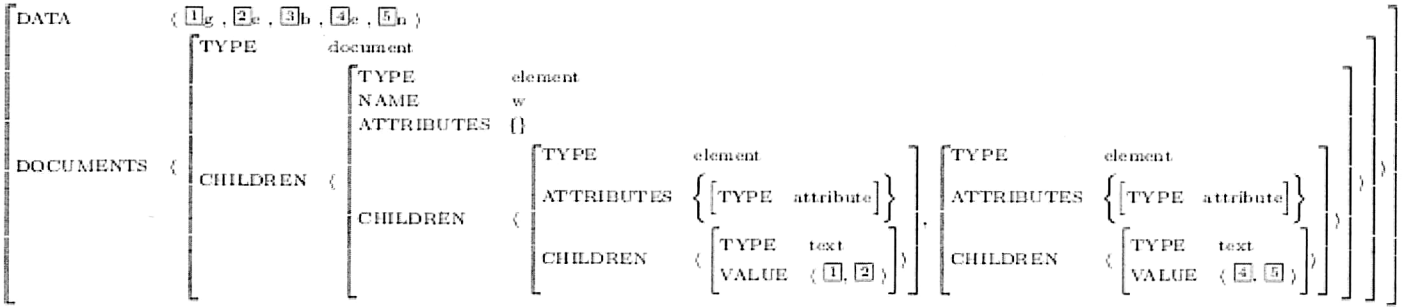 DATA ⟨ 1g , 2e , 3b , 4e , 5n ⟩
TYPE document
TYPE element
NAME w
ATTRIBUTES {}
TYPE element TYPE element
DOCUMENTS ⟨ ⟩
CHILDREN ⟨ ⟩
ATTRIBUTES {[TYPE attribute]} ATTRIBUTES {[TYPE attribute]}
CHILDREN ⟨ , ⟩
TYPE text TYPE text
CHILDREN ⟨ ⟩ CHILDREN ⟨ ⟩
VALUE ⟨ 1, 2 ⟩ VALUE ⟨ 4, 5 ⟩